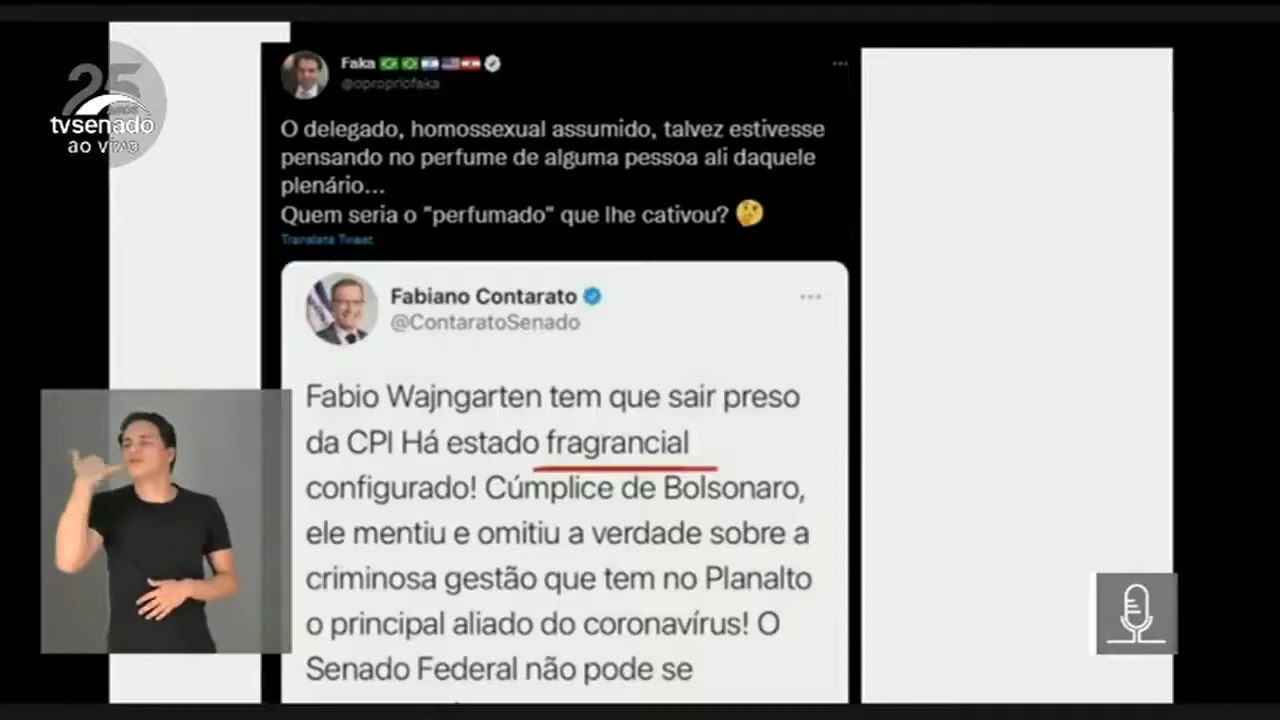 25
tvsenado
ao vivo
Faka
@opropriofaka
O delegado, homossexual assumido, talvez estivesse
pensando no perfume de alguma pessoa ali daquele
plenário...
Quem seria o "perfumado" que lhe cativou? 🤔
Translate Tweet
Fabiano Contarato
@ContaratoSenado
Fabio Wajngarten tem que sair preso
da CPI Há estado fragrancial
configurado! Cúmplice de Bolsonaro,
ele mentiu e omitiu a verdade sobre a
criminosa gestão que tem no Planalto
o principal aliado do coronavírus! O
Senado Federal não pode se